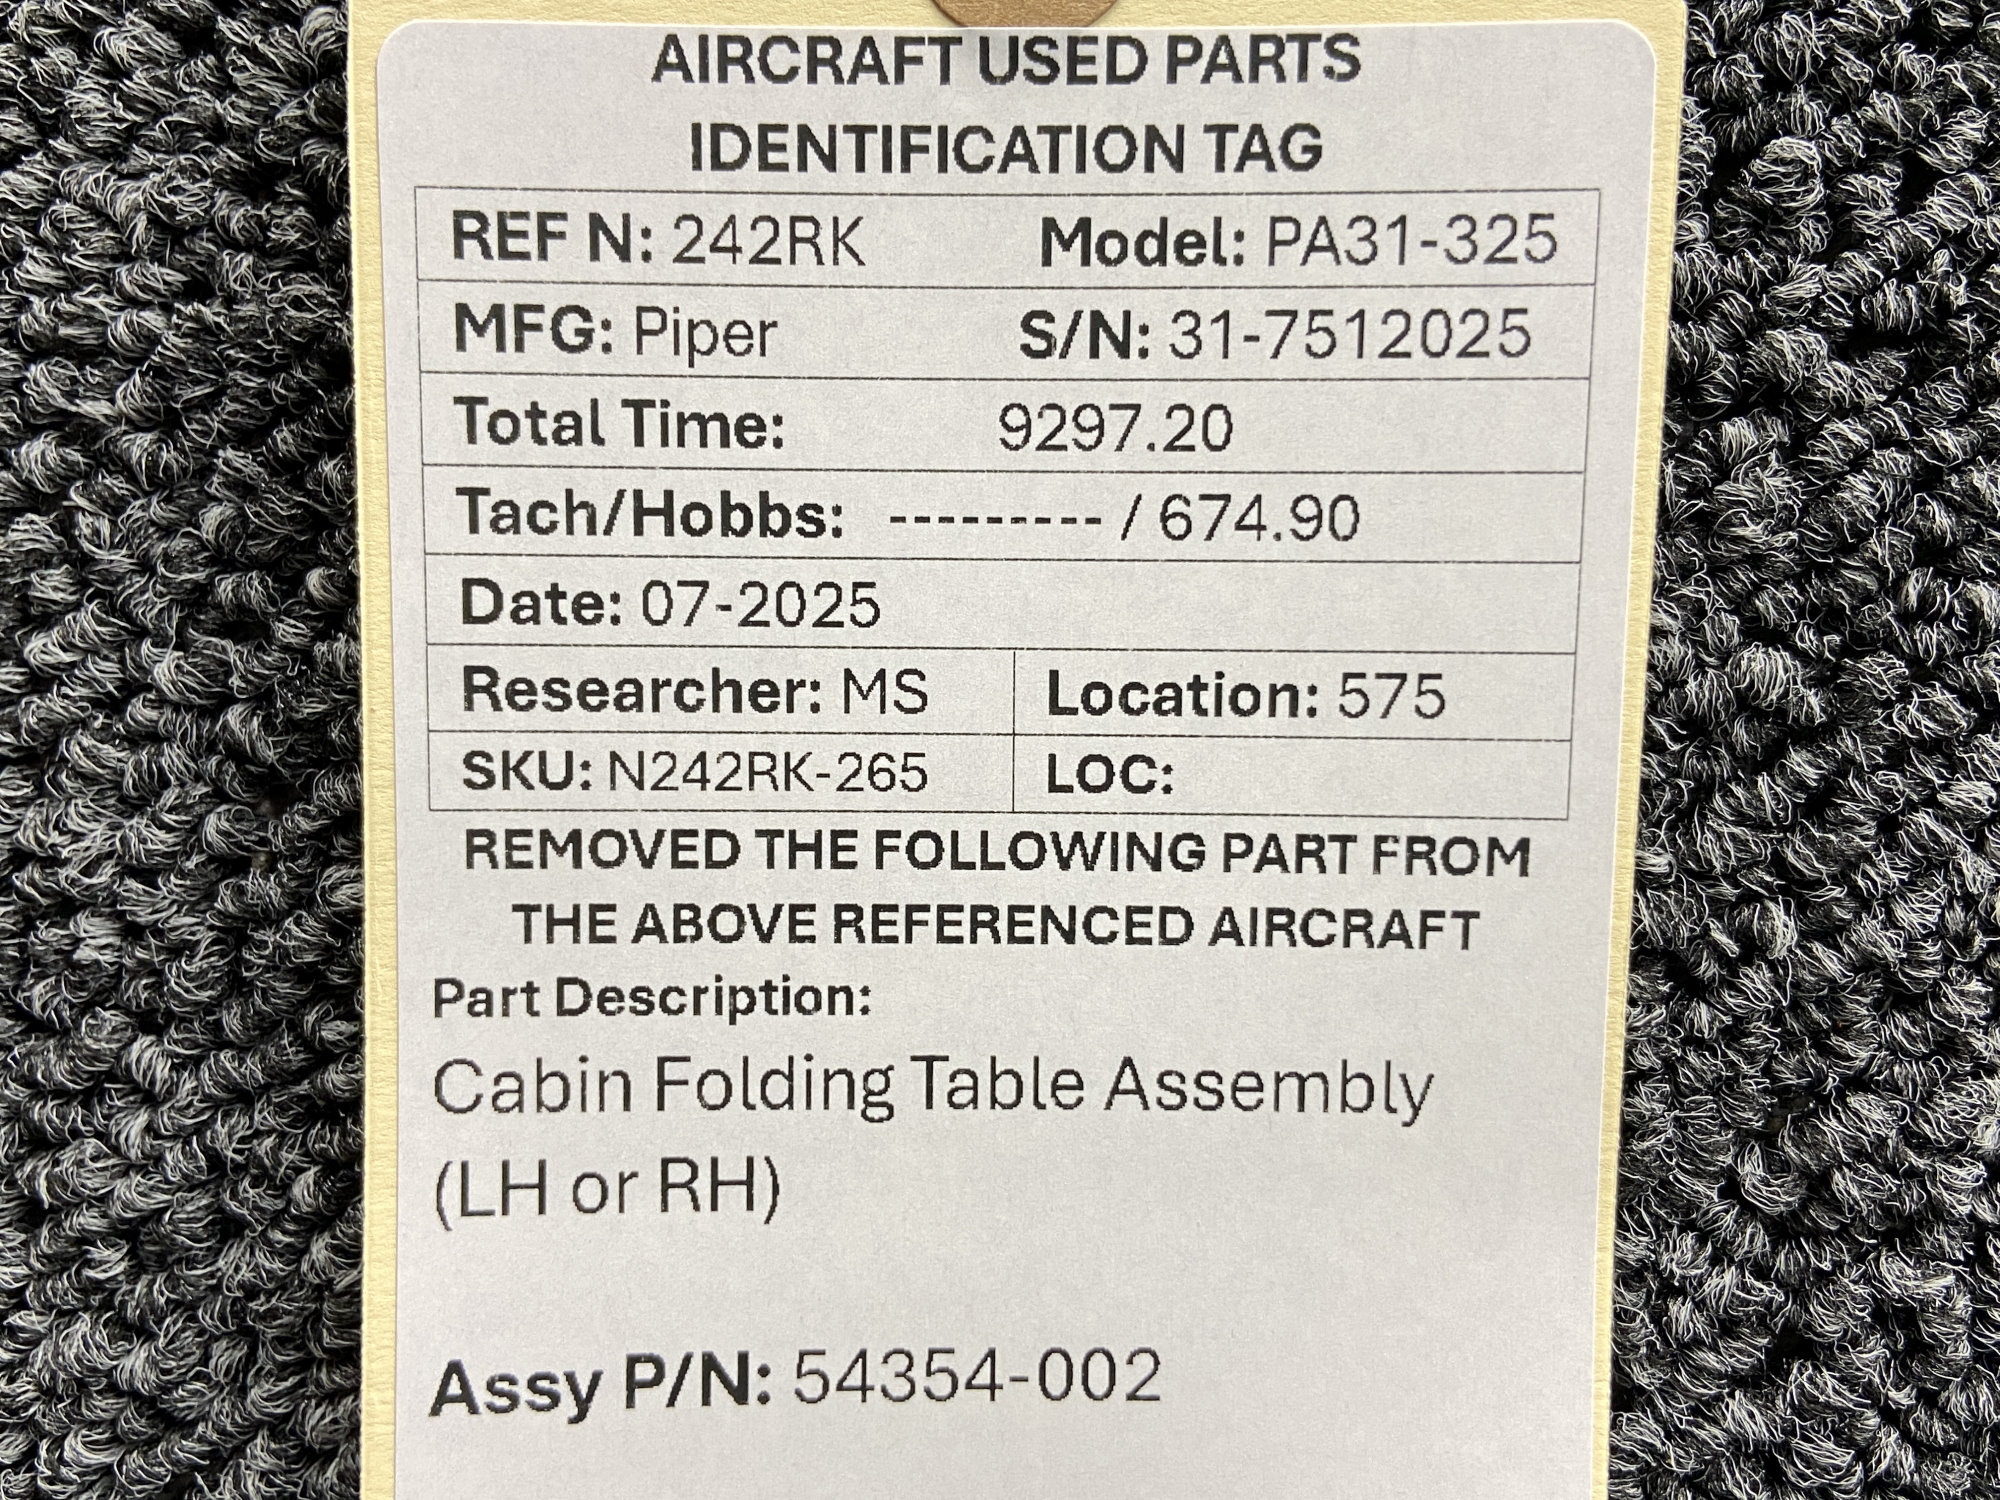 AIRCRAFT USED PARTS
IDENTIFICATION TAG
REF N: 242RK Model: PA31-325
MFG: Piper S/N: 31-7512025
Total Time: 9297.20
Tach/Hobbs: --------- / 674.90
Date: 07-2025
Researcher: MS Location: 575
SKU: N242RK-265 LOC:
REMOVED THE FOLLOWING PART FROM
THE ABOVE REFERENCED AIRCRAFT
Part Description:
Cabin Folding Table Assembly
(LH or RH)
Assy P/N: 54354-002